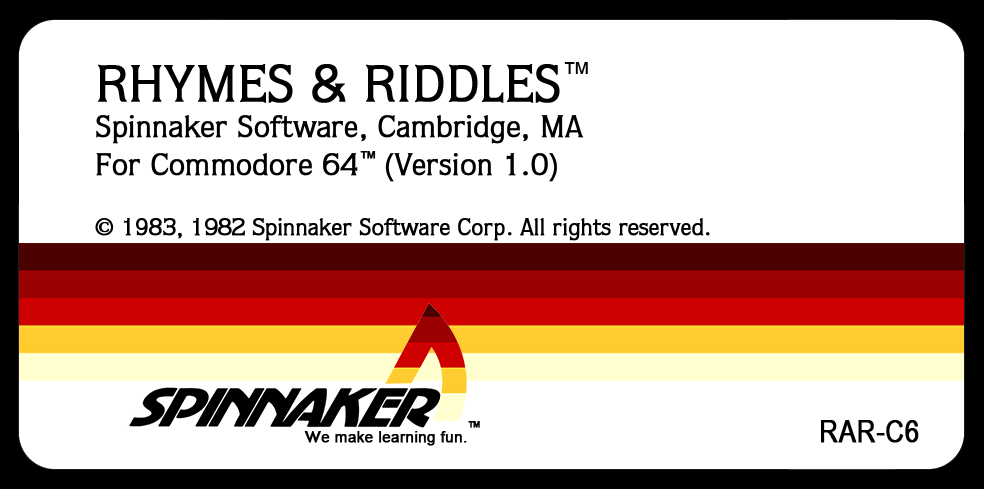 RHYMES & RIDDLES™
Spinnaker Software, Cambridge, MA
For Commodore 64™ (Version 1.0)
© 1983, 1982 Spinnaker Software Corp. All rights reserved.
SPINNAKER™
We make learning fun.
RAR-C6